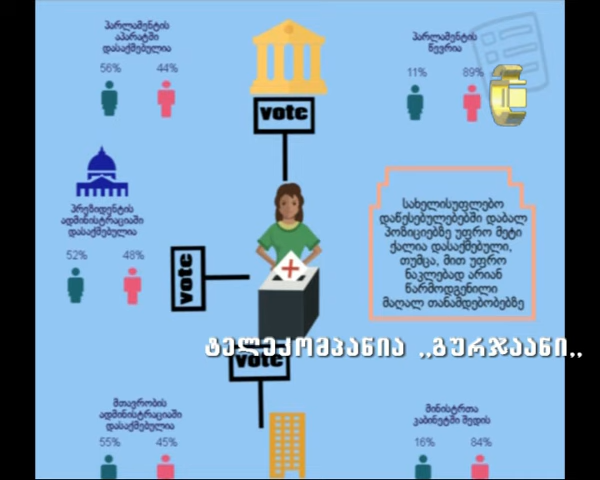 პარლამენტის
აპარატში
დასაქმებულია
56% 44%
vote
პარლამენტის
წევრია
11% 89%
პრეზიდენტის
ადმინისტრაციაში
დასაქმებულია
52% 48%
vote
სახელისუფლებო
დაწესებულებებში დაბალ
პოზიციებზე უფრო მეტი
ქალია დასაქმებული,
თუმცა, მით უფრო
ნაკლებად არიან
წარმოდგენილი
მაღალ თანამდებობებზე
ტელეკომპანია ,,გურჯაანი,,
vote
მთავრობის
ადმინისტრაციაში
დასაქმებულია
55% 45%
მინისტრთა
კაბინეტში შედის
16% 84%